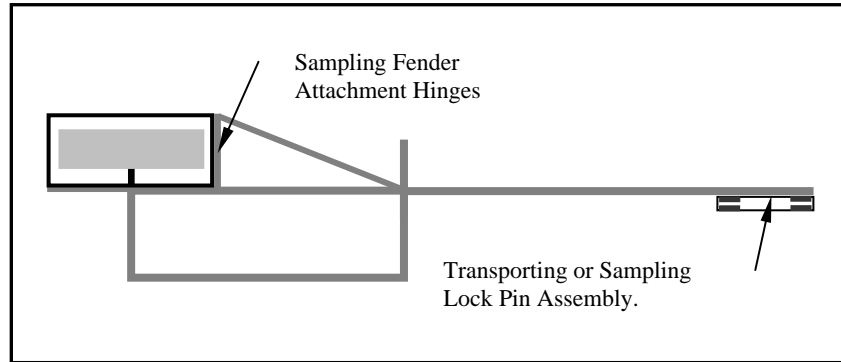 Sampling Fender
Attachment Hinges
Transporting or Sampling
Lock Pin Assembly.